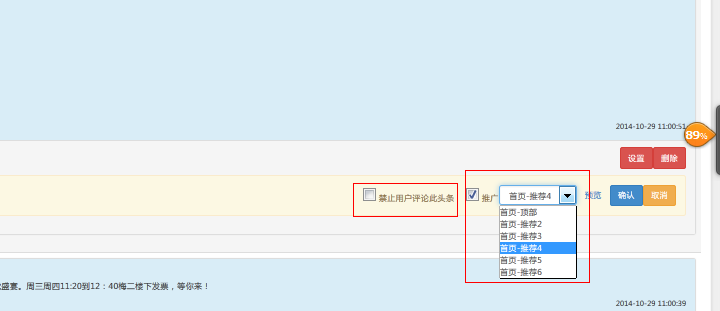 2014-10-29 11:00:51
89%
设置 删除
禁止用户评论此头条 推广 首页-推荐4 预览 确认 取消
首页-顶部
首页-推荐2
首页-推荐3
首页-推荐4
首页-推荐5
首页-推荐6
盛宴。周三周四11:20到12：40梅二楼下发票，等你来！
2014-10-29 11:00:39